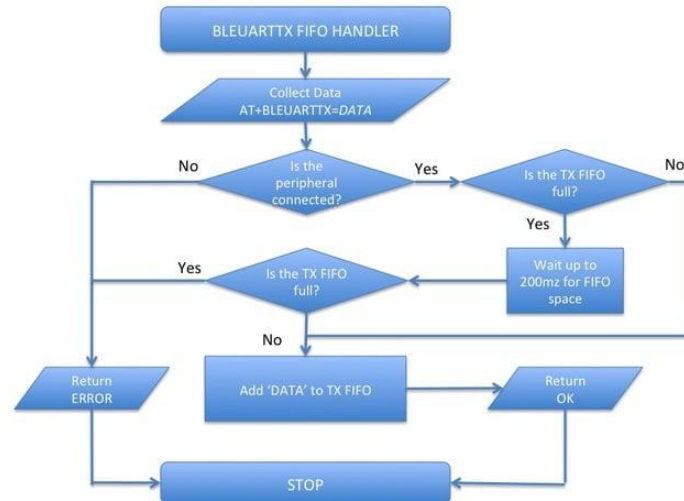 BLEUARTTX FIFO HANDLER
Collect Data
AT+BLEUARTTX=DATA
No
Is the
peripheral
connected?
Yes
Is the TX FIFO
full?
No
Yes
Yes
Is the TX FIFO
full?
Wait up to
200mz for FIFO
space
No
Return
ERROR
Add ‘DATA’ to TX FIFO
Return
OK
STOP